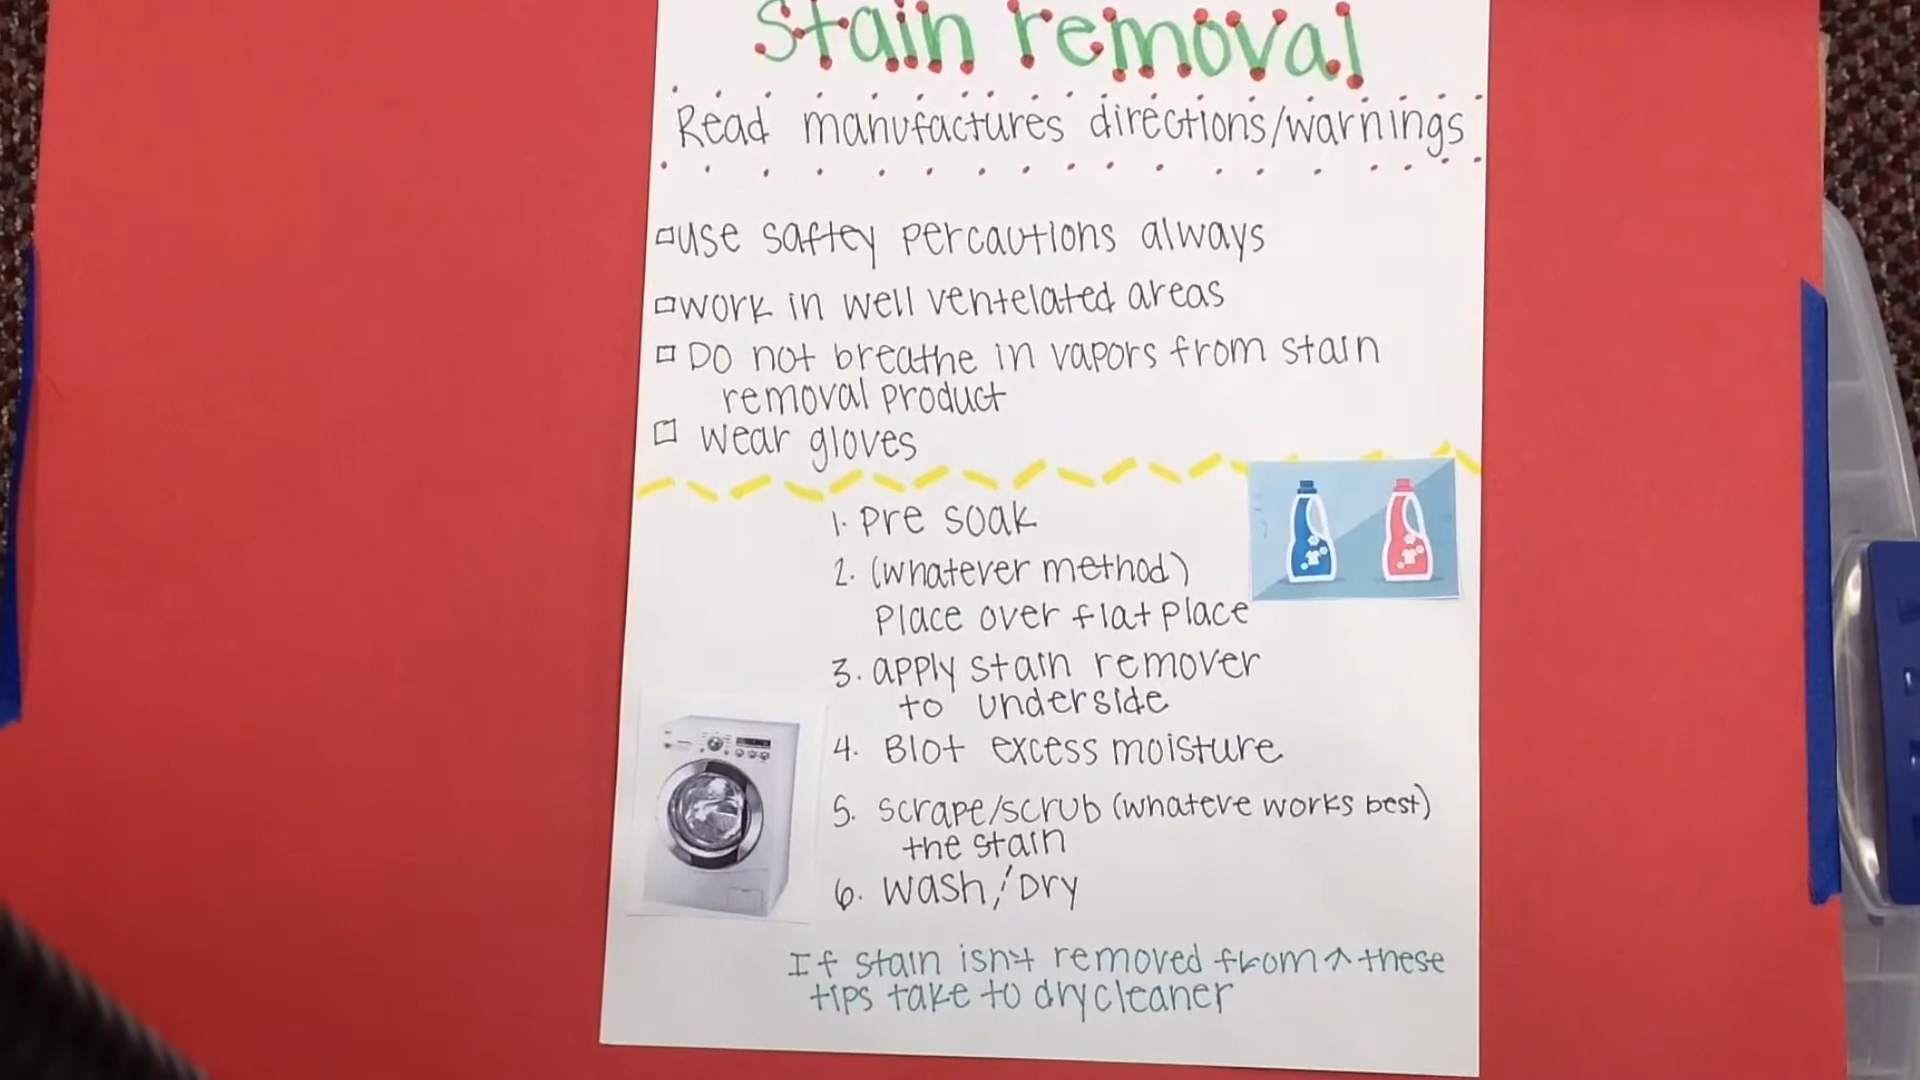 Stain removal
Read manufactures directions/warnings
use saftey percautions always
work in well ventelated areas
Do not breathe in vapors from stain
removal product
wear gloves
1. Pre soak
2. (whatever method)
Place over flat place
3. apply stain remover
to underside
4. Blot excess moisture
5. scrape/scrub (whateve works best)
the stain
6. wash/Dry
If stain isn't removed from ↑ these
tips take to drycleaner